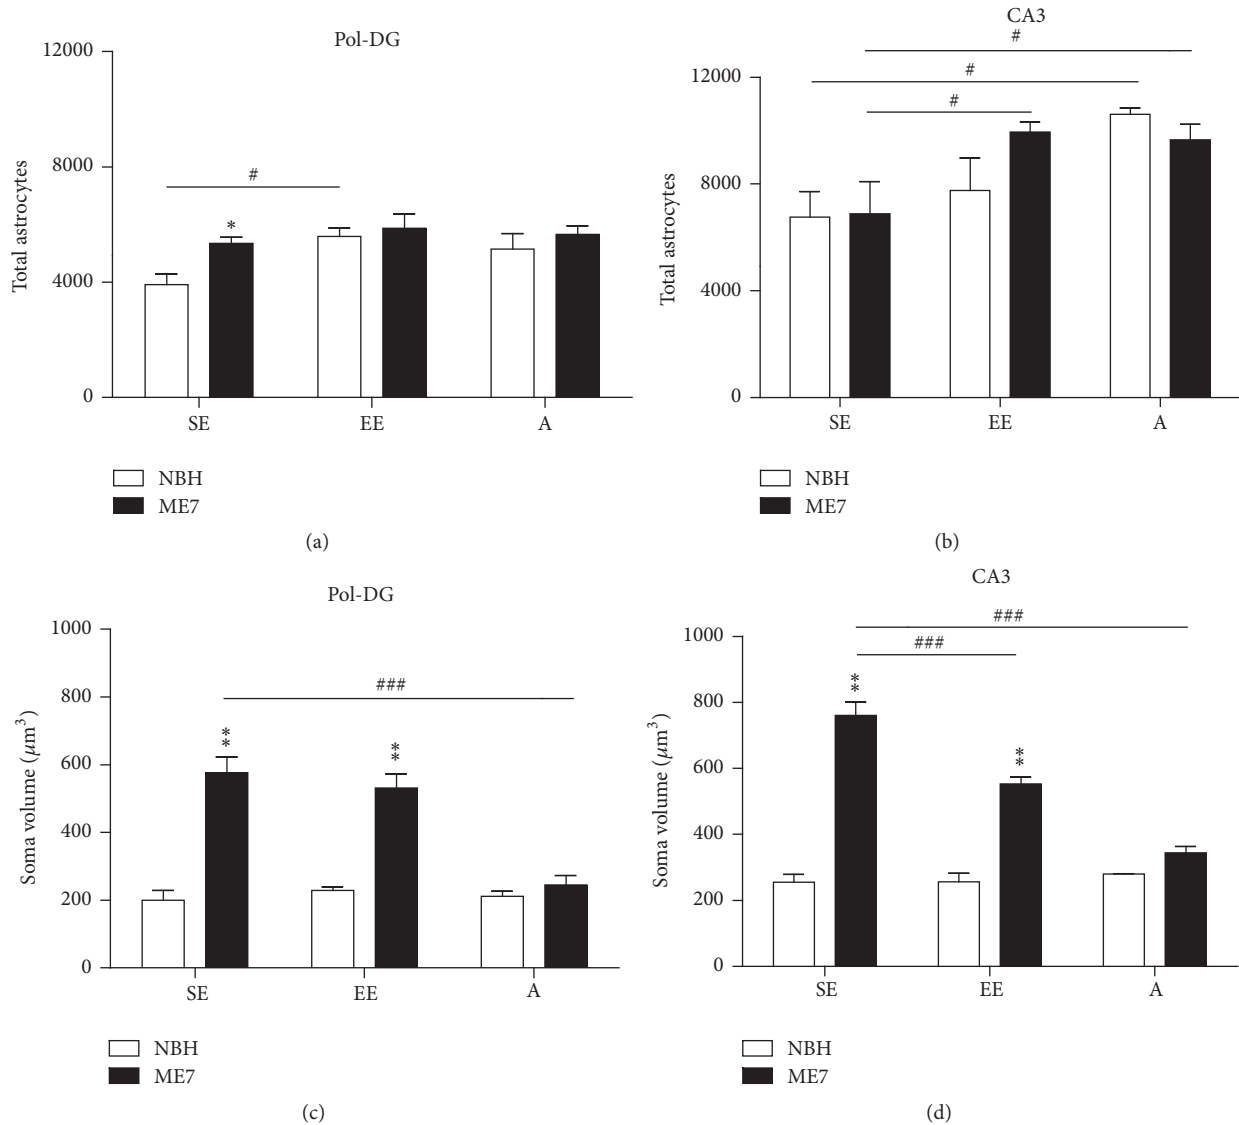 Pol-DG
12000
8000
4000
0
Total astrocytes
#
*
SE EE A
NBH
ME7
(a)
CA3
12000
8000
4000
0
Total astrocytes
#
#
#
SE EE A
NBH
ME7
(b)
Pol-DG
1000
800
600
400
200
0
Soma volume (μm³)
###
**
**
SE EE A
NBH
ME7
(c)
CA3
1000
800
600
400
200
0
Soma volume (μm³)
###
###
**
**
SE EE A
NBH
ME7
(d)